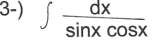 3-) ∫ dx
sinx cosx